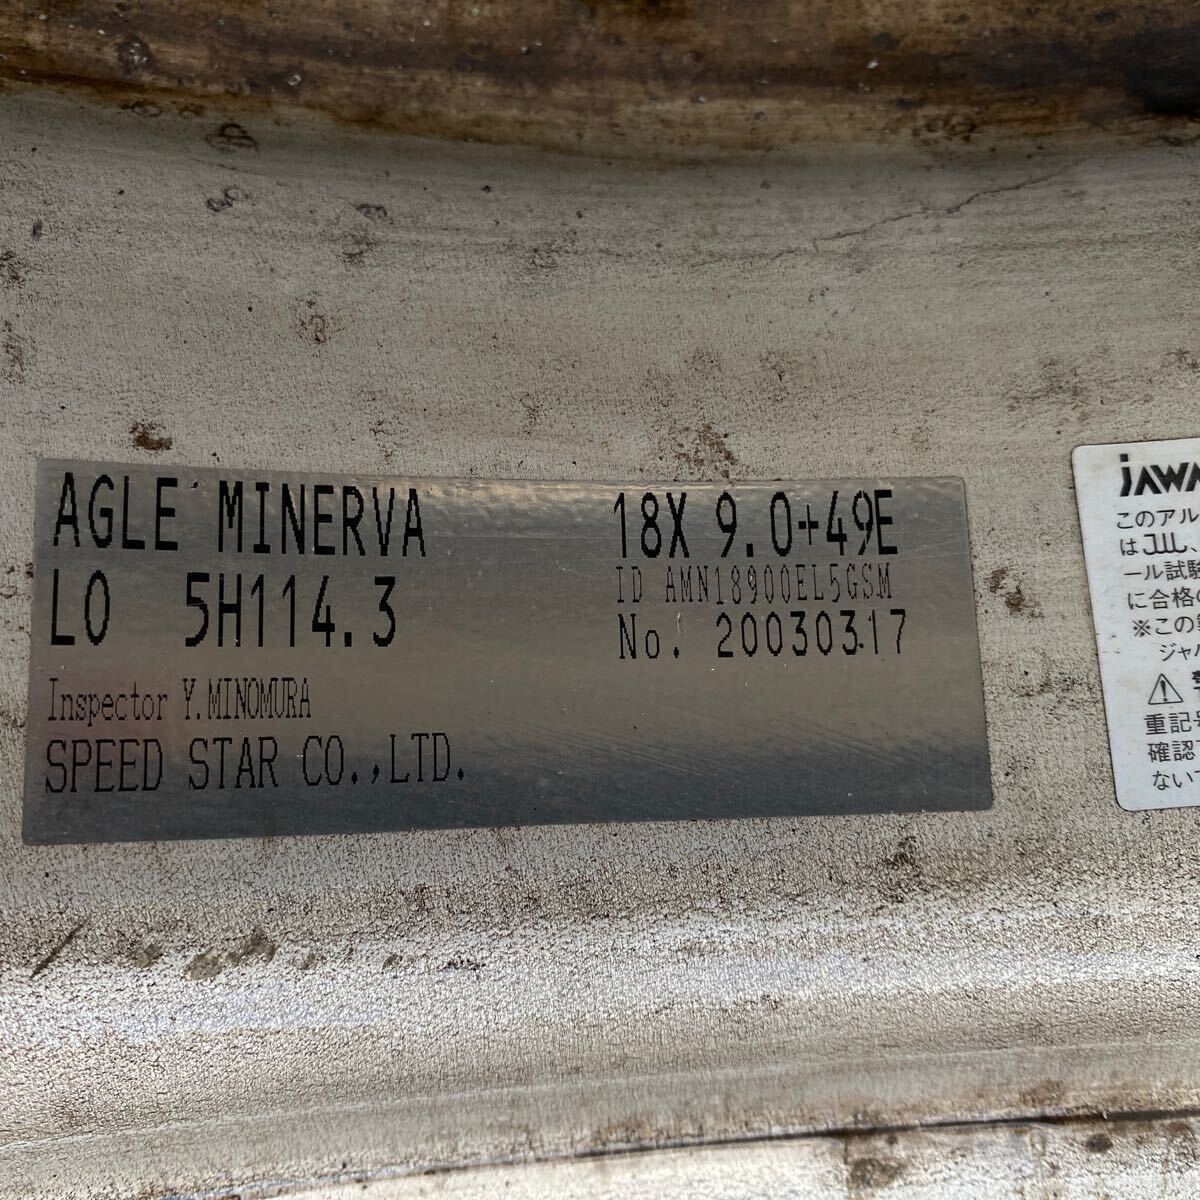 AGLE MINERVA 18X 9.0+49E
LO 5H114.3 ID AMN18900EL5GSM
No. 20030317
Inspector Y.MINOMURA
SPEED STAR CO.,LTD.
JAWA
このアル
はJWL、
ール試験
に合格の
※この
ジャパ
重記号
確認
ない